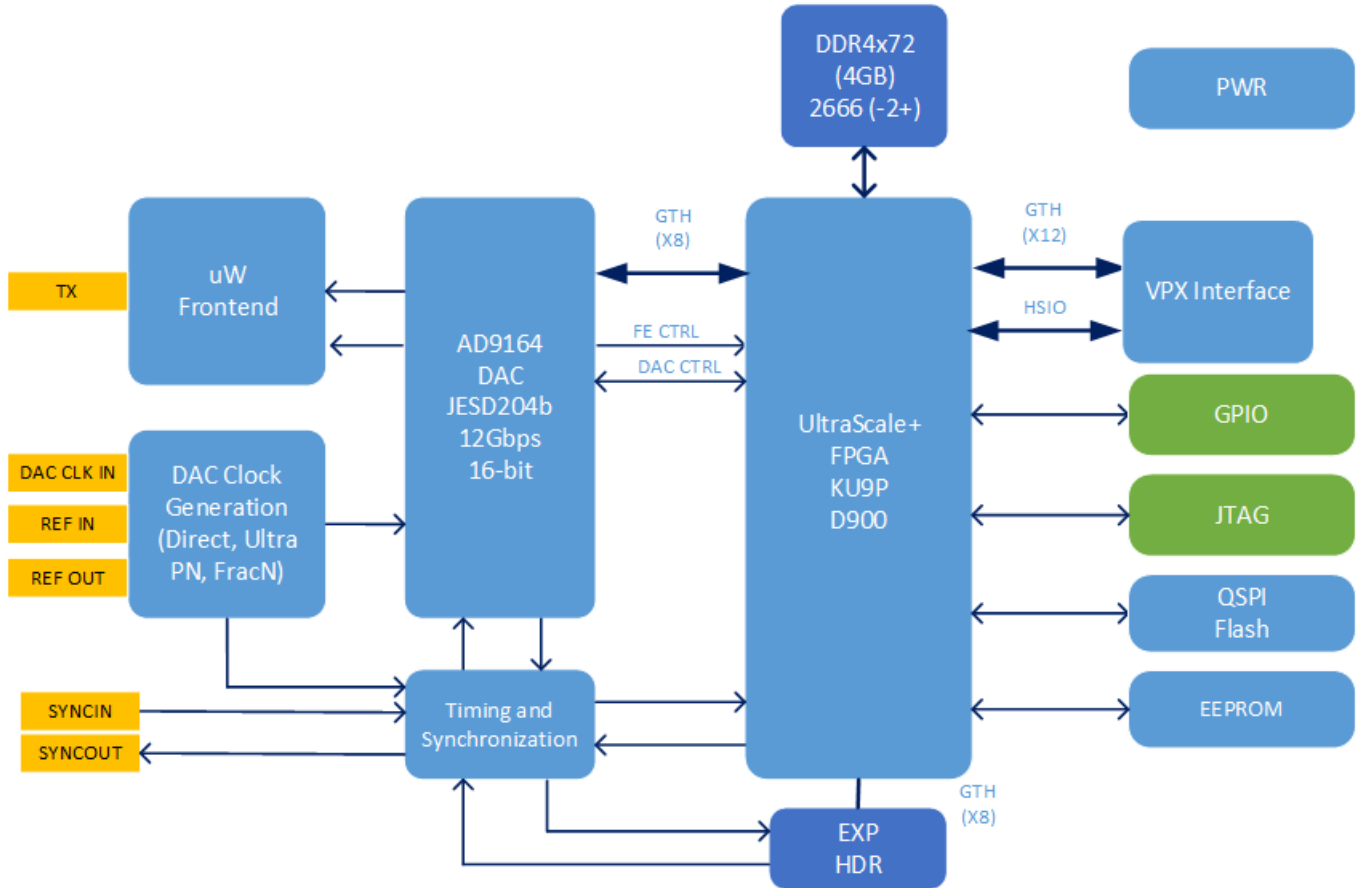 DDR4x72
(4GB)
2666 (-2+)
PWR
uW
Frontend
TX
AD9164
DAC
JESD204b
12Gbps
16-bit
GTH
(X8)
FE CTRL
DAC CTRL
UltraScale+
FPGA
KU9P
D900
GTH
(X12)
HSIO
VPX Interface
GPIO
JTAG
QSPI
Flash
EEPROM
DAC CLK IN
REF IN
REF OUT
DAC Clock
Generation
(Direct, Ultra
PN, FracN)
SYNCIN
SYNCOUT
Timing and
Synchronization
GTH
(X8)
EXP
HDR